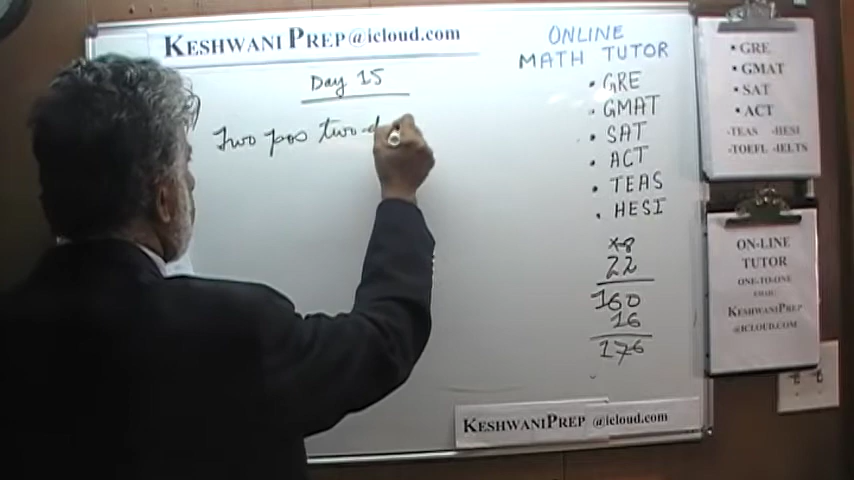 KESHWANI PREP@icloud.com
Day 15
Two pos two-d
ONLINE
MATH TUTOR
• GRE
• GMAT
• SAT
• ACT
• TEAS
• HESI
22
160
16
176
• GRE
• GMAT
• SAT
• ACT
-TEAS -HESI
-TOEFL -IELTS
ON-LINE
TUTOR
ONE-TO-ONE
EMAIL:
KESHWANIPREP
@ICLOUD.COM
KESHWANIPREP @icloud.com